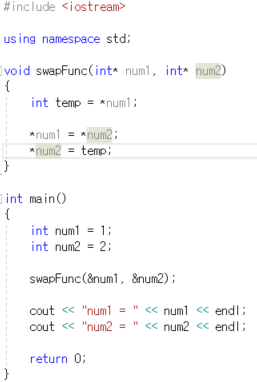 #include <iostream>
using namespace std;
void swapFunc(int* num1, int* num2)
{
int temp = *num1;
*num1 = *num2;
*num2 = temp;
}
int main()
{
int num1 = 1;
int num2 = 2;
swapFunc(&num1, &num2);
cout << "num1 = " << num1 << endl;
cout << "num2 = " << num2 << endl;
return 0;
}